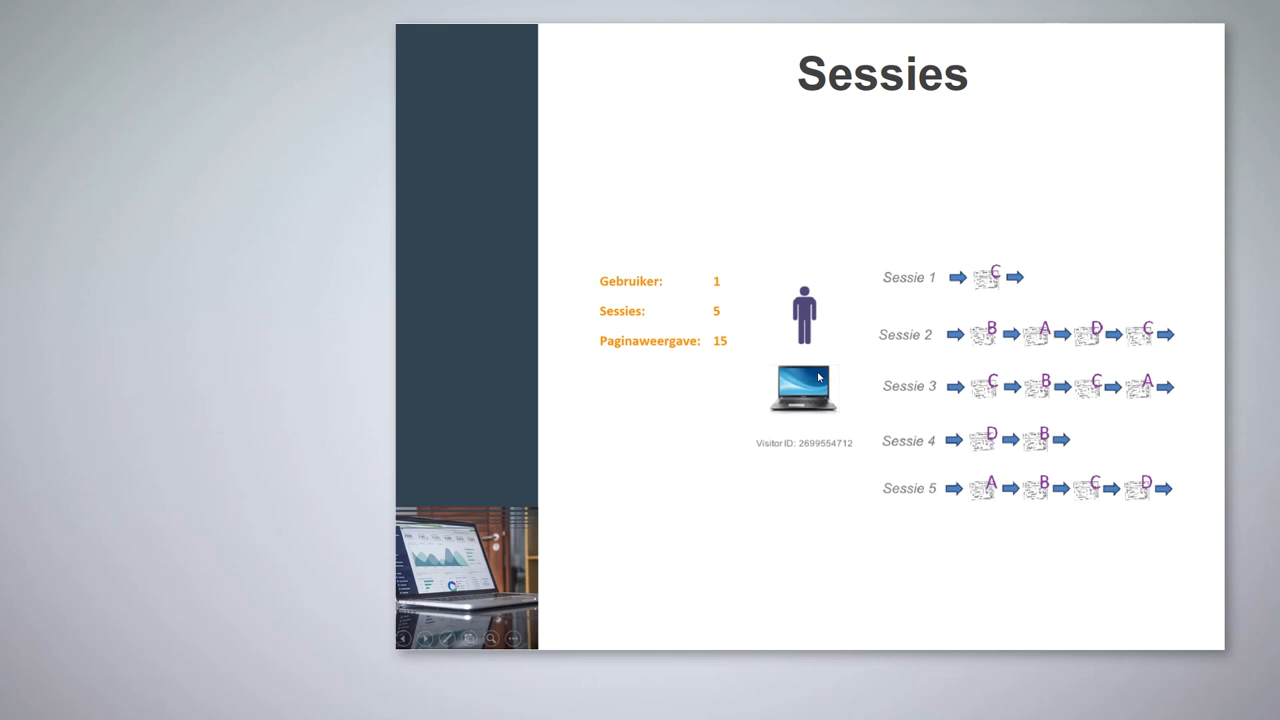 Sessies
Gebruiker: 1
Sessies: 5
Paginaweergave: 15
Visitor ID: 2699554712
Sessie 1 C
Sessie 2 B A D C
Sessie 3 C B C A
Sessie 4 D B
Sessie 5 A B C D